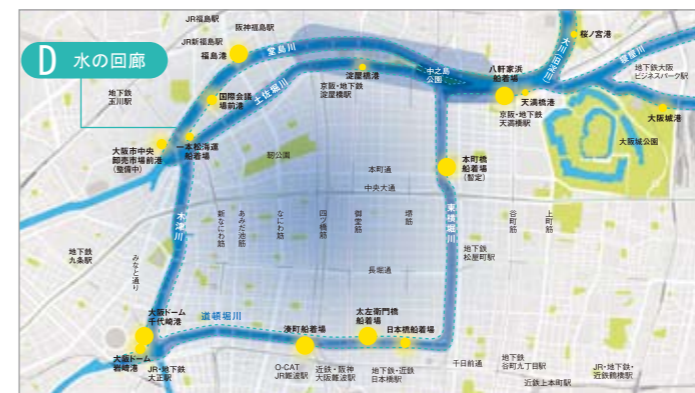 D 水の回廊
JR福島駅
阪神福島駅
JR新福島駅
福島港
堂島川
土佐堀川
国際会議
場前港
地下鉄
玉川駅
大阪市中央
卸売市場前港
(整備中)
一本松海運
船着場
淀屋橋港
京阪・地下鉄
淀屋橋駅
中之島
公園
八軒家浜
船着場
天満橋港
京阪・地下鉄
天満橋駅
大川(旧淀川)
桜ノ宮港
寝屋川
地下鉄大阪
ビジネスパーク駅
大阪城港
大阪城公園
靭公園
本町通
中央大通
本町橋
船着場
(暫定)
東横堀川
木津川
新なにわ筋
あみだ池筋
なにわ筋
四ツ橋筋
御堂筋
堺筋
谷町筋
上町筋
地下鉄
九条駅
みなと通り
長堀通
地下鉄
松屋町駅
大阪ドーム
千代崎港
大阪ドーム
岩崎港
JR・地下鉄
大正駅
道頓堀川
湊町船着場
太左衛門橋
船着場
日本橋船着場
O-CAT
JR難波駅
近鉄・阪神
大阪難波駅
地下鉄・近鉄
日本橋駅
千日前通
地下鉄
谷町九丁目駅
近鉄上本町駅
JR・地下鉄・
近鉄鶴橋駅